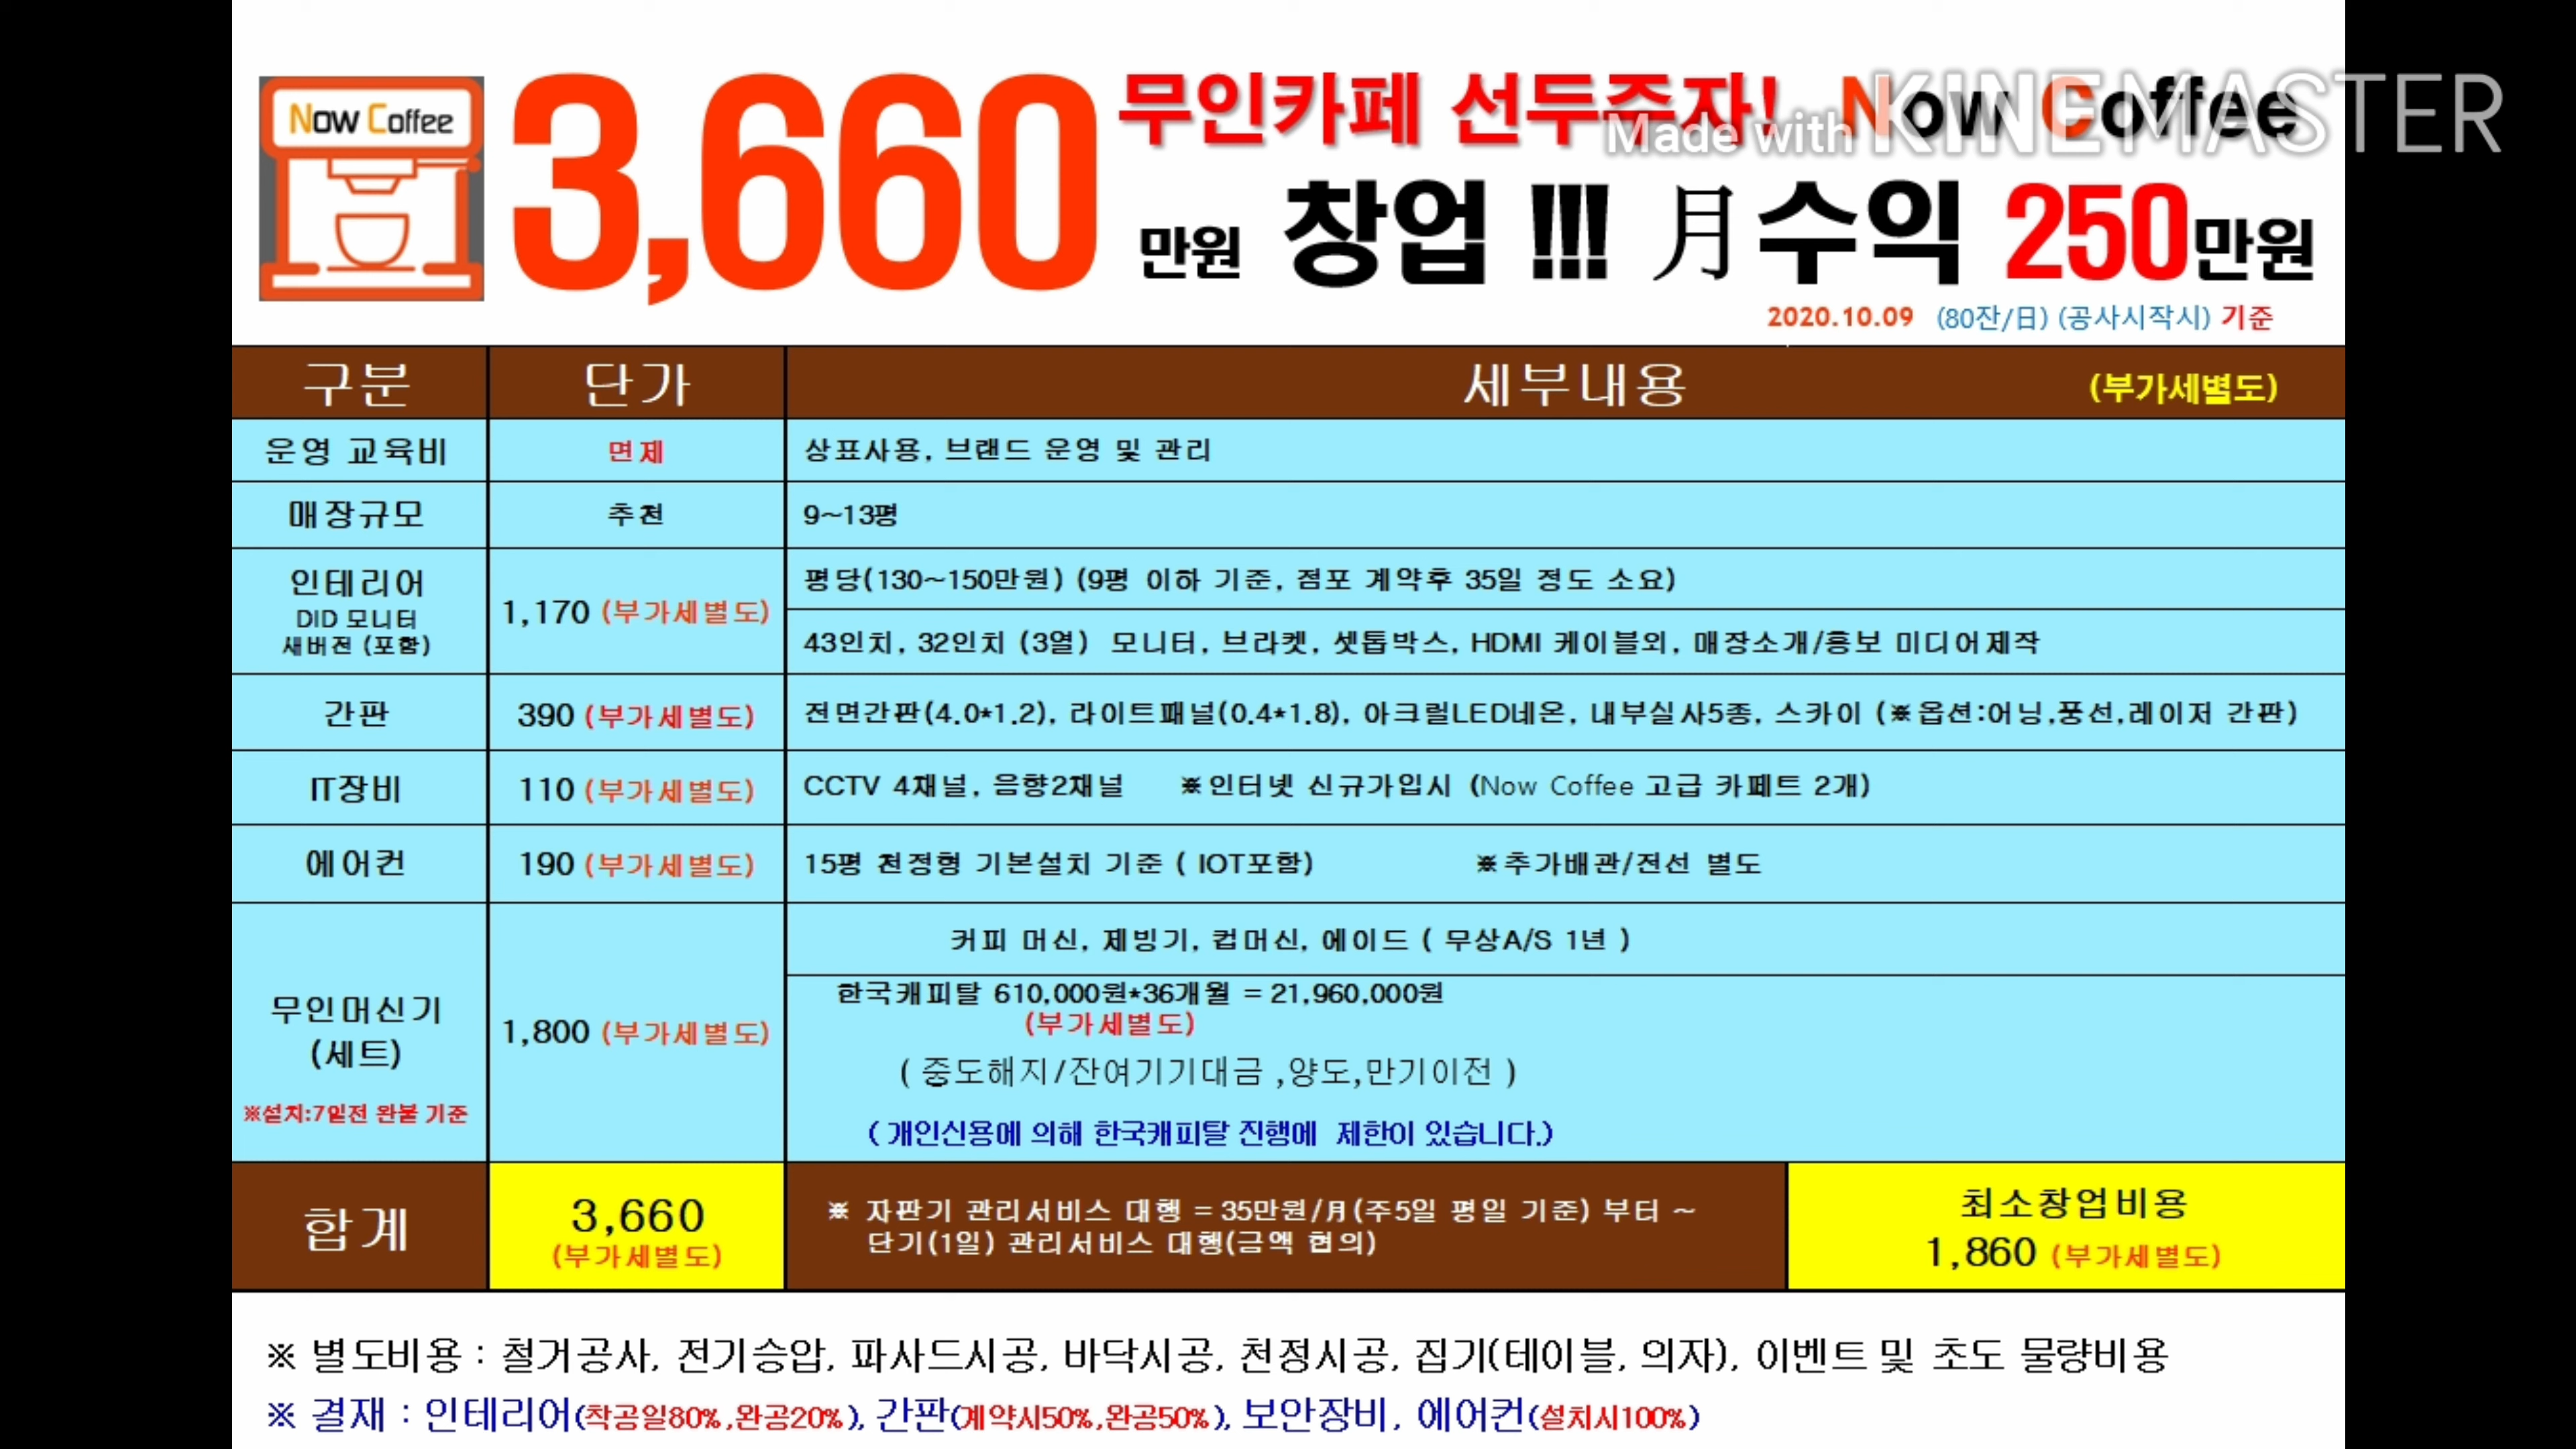 Now Coffee
3,660만원 창업 !!! 月수익 250만원
무인카페 선두주자! Now Coffee
Made with KINEMASTER
2020.10.09 (80잔/日) (공사시작시) 기준
구분 단가 세부내용 (부가세별도)
운영 교육비 면제 상표사용, 브랜드 운영 및 관리
매장규모 추천 9~13평
인테리어
DID 모니터
새버전 (포함)
1,170 (부가세별도)
평당(130~150만원) (9평 이하 기준, 점포 계약후 35일 정도 소요)
43인치, 32인치 (3열) 모니터, 브라켓, 셋톱박스, HDMI 케이블외, 매장소개/홍보 미디어제작
간판 390 (부가세별도) 전면간판(4.0*1.2), 라이트패널(0.4*1.8), 아크릴LED네온, 내부실사5종, 스카이 (※옵션:어닝,풍선,레이저 간판)
IT장비 110 (부가세별도) CCTV 4채널, 음향2채널 ※인터넷 신규가입시 (Now Coffee 고급 카페트 2개)
에어컨 190 (부가세별도) 15평 천정형 기본설치 기준 ( IOT포함) ※추가배관/전선 별도
무인머신기
(세트)
※설치:7일전 완불 기준
1,800 (부가세별도)
커피 머신, 제빙기, 컵머신, 에이드 ( 무상A/S 1년 )
한국캐피탈 610,000원*36개월 = 21,960,000원
(부가세별도)
( 중도해지/잔여기기대금 ,양도,만기이전 )
( 개인신용에 의해 한국캐피탈 진행에 제한이 있습니다.)
합계
3,660
(부가세별도)
※ 자판기 관리서비스 대행 = 35만원/月(주5일 평일 기준) 부터 ~
단기(1일) 관리서비스 대행(금액 협의)
최소창업비용
1,860 (부가세별도)
※ 별도비용 : 철거공사, 전기승압, 파사드시공, 바닥시공, 천정시공, 집기(테이블, 의자), 이벤트 및 초도 물량비용
※ 결재 : 인테리어(착공일80%,완공20%), 간판(계약시50%,완공50%), 보안장비, 에어컨(설치시100%)